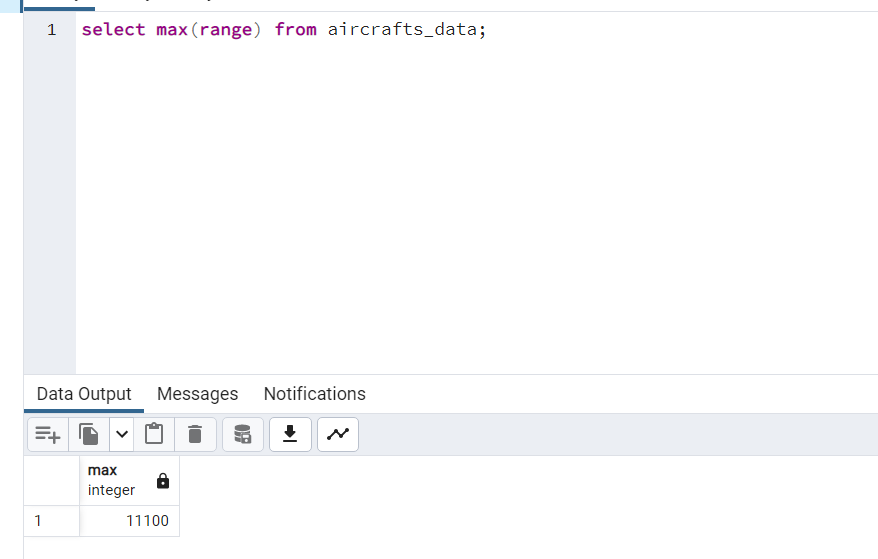 1 select max(range) from aircrafts_data;
Data Output Messages Notifications
max
integer
1 11100